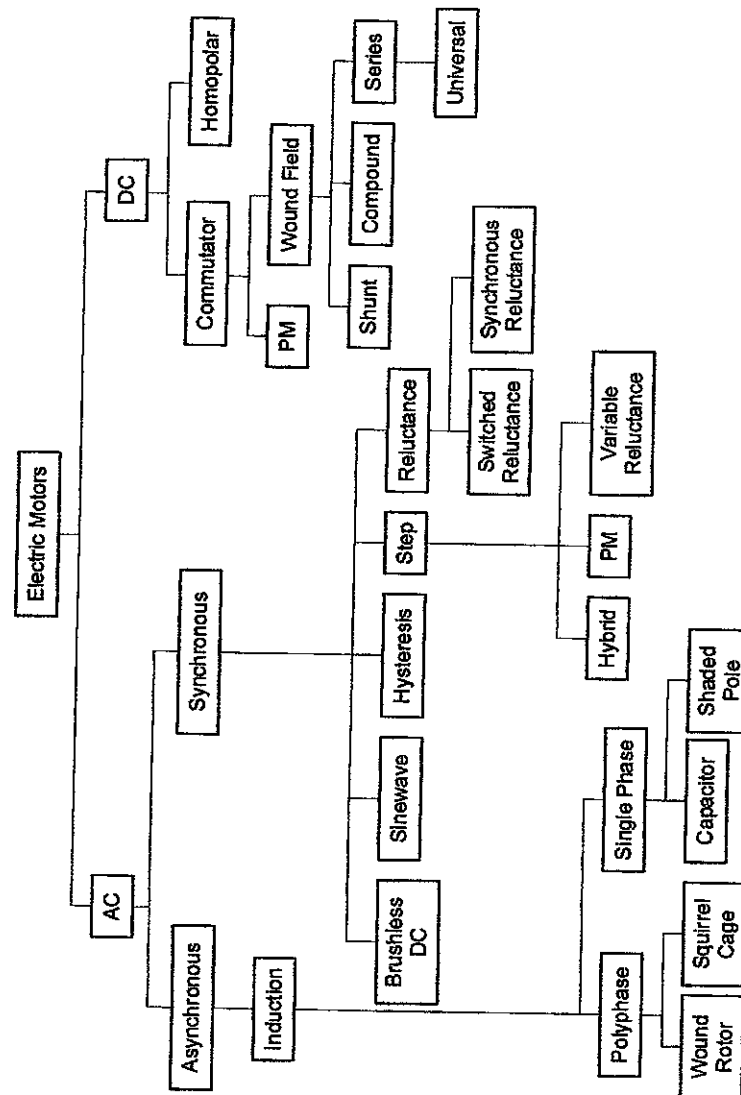 Electric Motors
AC
DC
Asynchronous
Synchronous
Commutator
Homopolar
Induction
PM
Wound Field
Brushless
DC
Sinewave
Hysteresis
Step
Reluctance
Shunt
Compound
Series
Switched
Reluctance
Synchronous
Reluctance
Universal
Polyphase
Single Phase
Hybrid
PM
Variable
Reluctance
Wound
Rotor
Squirrel
Cage
Capacitor
Shaded
Pole